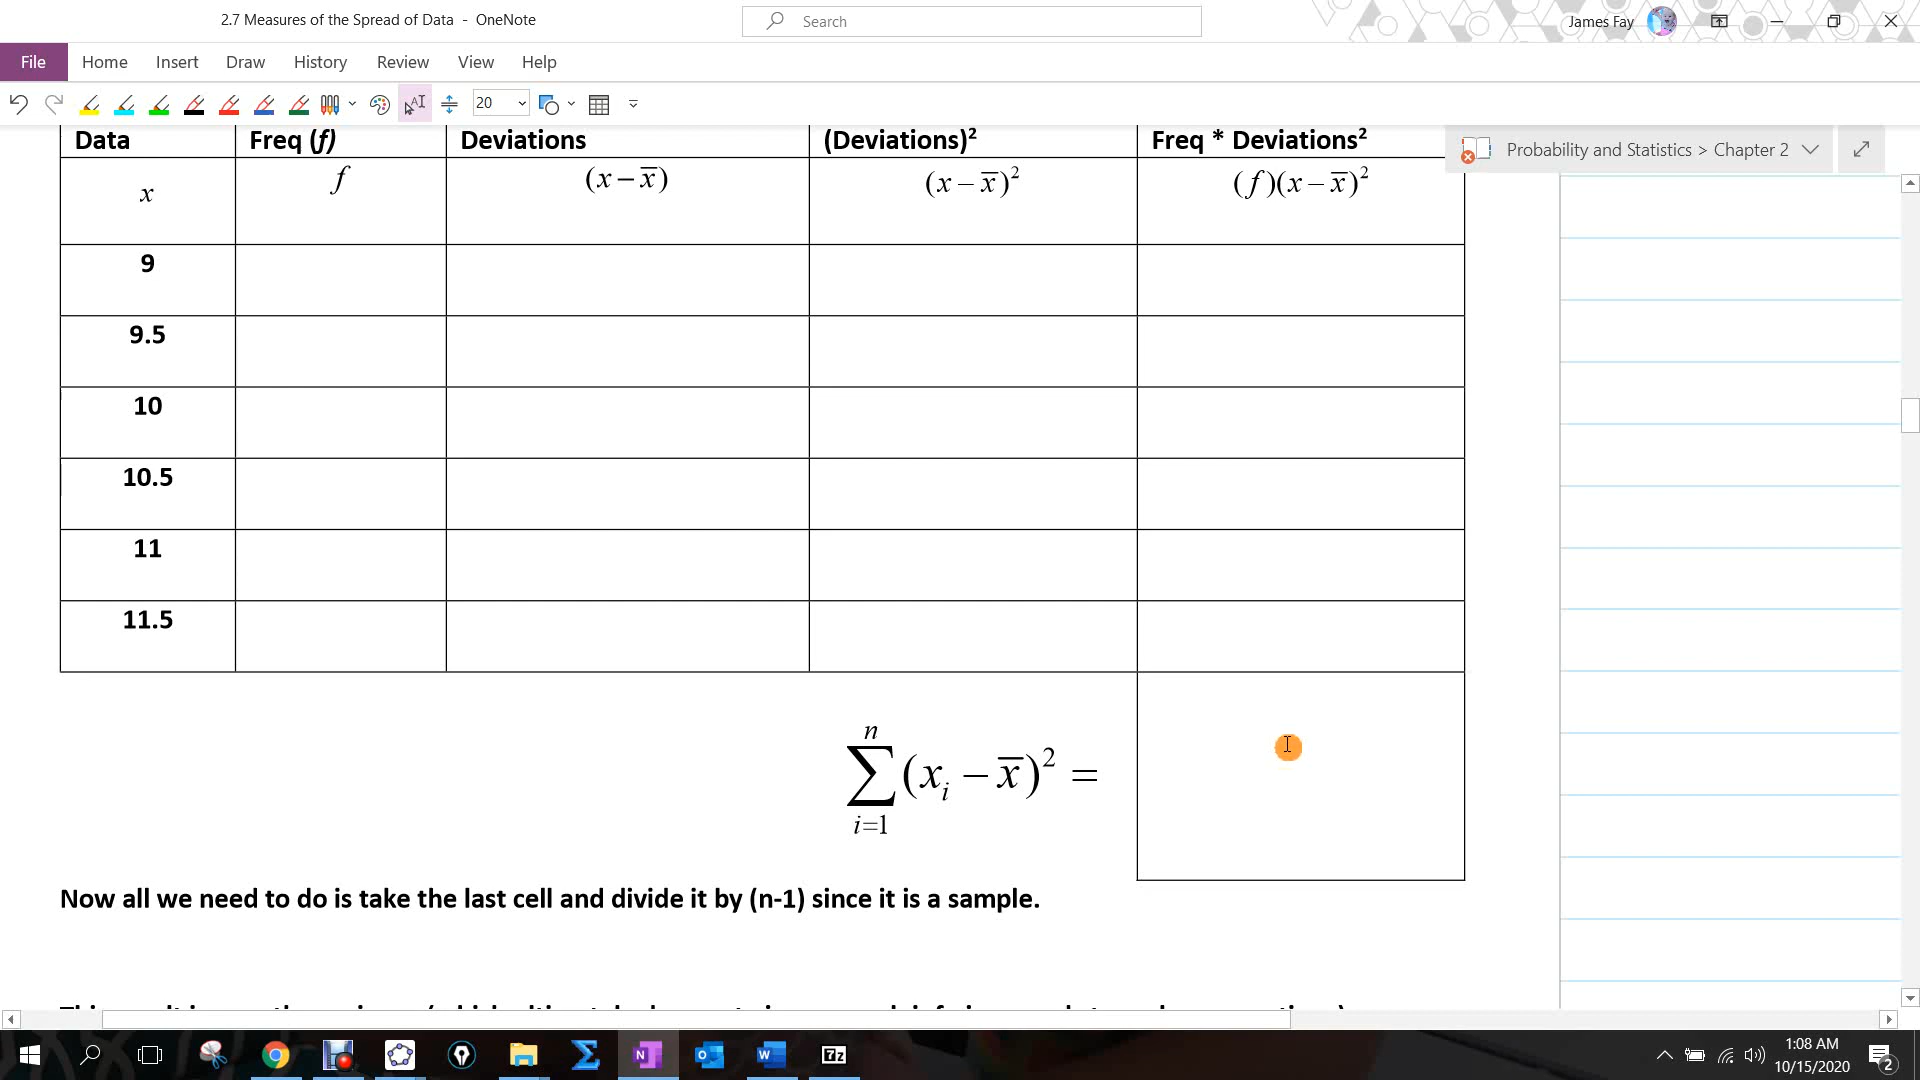 2.7 Measures of the Spread of Data - OneNote
Search
James Fay
File Home Insert Draw History Review View Help
20
Probability and Statistics > Chapter 2
Data Freq (f) Deviations (Deviations)² Freq * Deviations²
x f (x − x̄) (x − x̄)² (f)(x − x̄)²
9
9.5
10
10.5
11
11.5
n
∑(xᵢ − x̄)² =
i=1
Now all we need to do is take the last cell and divide it by (n-1) since it is a sample.
1:08 AM
10/15/2020
2